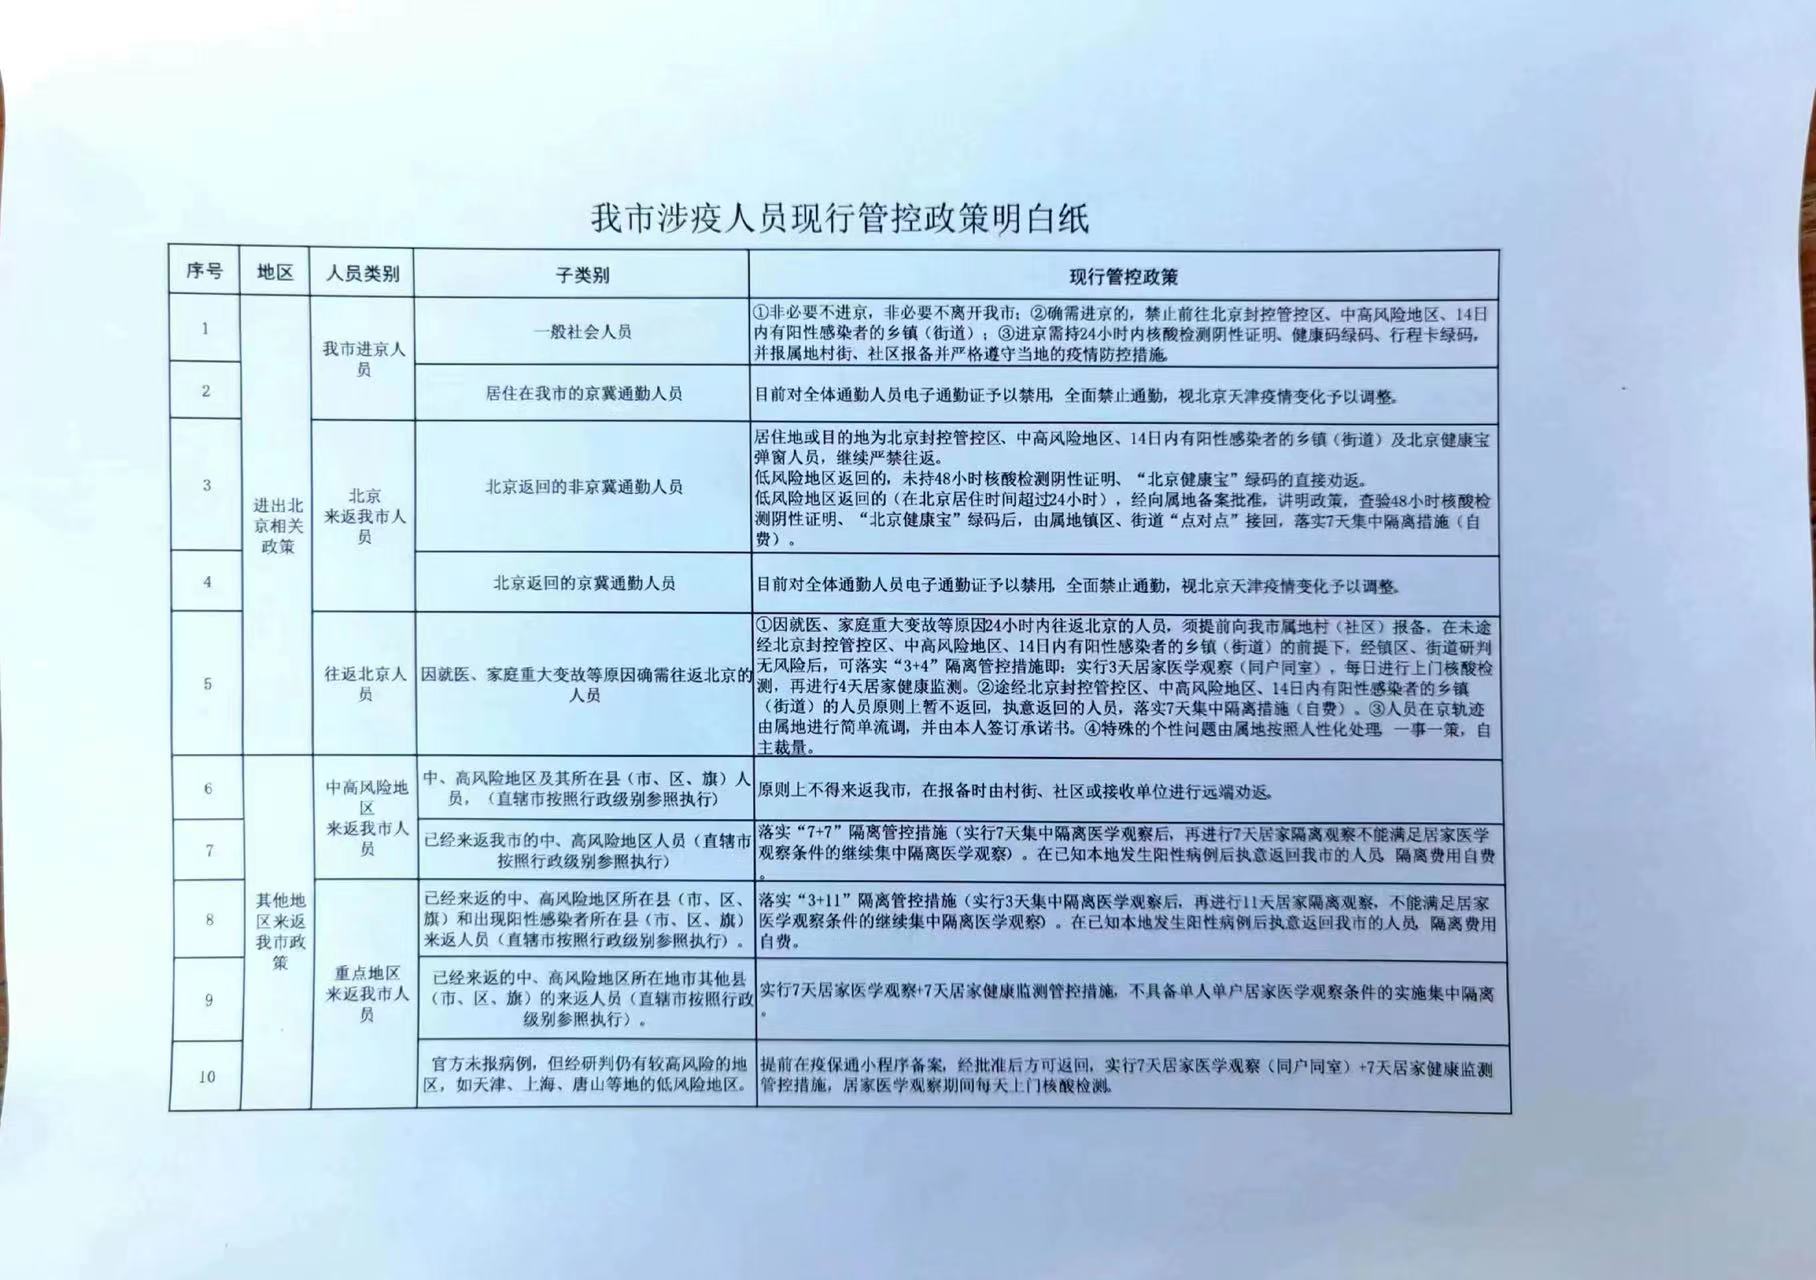 我市涉疫人员现行管控政策明白纸
序号 地区 人员类别 子类别 现行管控政策
1
进出北
京相关
政策
我市进京人
员
一般社会人员
①非必要不进京，非必要不离开我市；②确需进京的，禁止前往北京封控管控区、中高风险地区、14日
内有阳性感染者的乡镇（街道）；③进京需持24小时内核酸检测阴性证明、健康码绿码、行程卡绿码，
并报属地村街、社区报备并严格遵守当地的疫情防控措施。
2
居住在我市的京冀通勤人员
目前对全体通勤人员电子通勤证予以禁用，全面禁止通勤，视北京天津疫情变化予以调整。
3
北京
来返我市人
员
北京返回的非京冀通勤人员
居住地或目的地为北京封控管控区、中高风险地区、14日内有阳性感染者的乡镇（街道）及北京健康宝
弹窗人员，继续严禁往返。
低风险地区返回的，未持48小时核酸检测阴性证明、“北京健康宝”绿码的直接劝返。
低风险地区返回的（在北京居住时间超过24小时），经向属地备案批准，讲明政策，查验48小时核酸检
测阴性证明、“北京健康宝”绿码后，由属地镇区、街道“点对点”接回，落实7天集中隔离措施（自
费）。
4
北京返回的京冀通勤人员
目前对全体通勤人员电子通勤证予以禁用，全面禁止通勤，视北京天津疫情变化予以调整。
5
往返北京人
员
因就医、家庭重大变故等原因确需往返北京的
人员
①因就医、家庭重大变故等原因24小时内往返北京的人员，须提前向我市属地村（社区）报备，在未途
经北京封控管控区、中高风险地区、14日内有阳性感染者的乡镇（街道）的前提下，经镇区、街道研判
无风险后，可落实“3+4”隔离管控措施即：实行3天居家医学观察（同户同室），每日进行上门核酸检
测，再进行4天居家健康监测。②途经北京封控管控区、中高风险地区、14日内有阳性感染者的乡镇
（街道）的人员原则上暂不返回，执意返回的人员，落实7天集中隔离措施（自费）。③人员在京轨迹
由属地进行简单流调，并由本人签订承诺书。④特殊的个性问题由属地按照人性化处理，一事一策，自
主裁量。
6
其他地
区来返
我市政
策
中高风险地
区
来返我市人
员
中、高风险地区及其所在县（市、区、旗）人
员，（直辖市按照行政级别参照执行）
原则上不得来返我市，在报备时由村街、社区或接收单位进行远端劝返。
7
已经来返我市的中、高风险地区人员（直辖市
按照行政级别参照执行）
落实“7+7”隔离管控措施（实行7天集中隔离医学观察后，再进行7天居家隔离观察不能满足居家医学
观察条件的继续集中隔离医学观察）。在已知本地发生阳性病例后执意返回我市的人员，隔离费用自费
。
8
重点地区
来返我市人
员
已经来返的中、高风险地区所在县（市、区、
旗）和出现阳性感染者所在县（市、区、旗）
来返人员（直辖市按照行政级别参照执行）。
落实“3+11”隔离管控措施（实行3天集中隔离医学观察后，再进行11天居家隔离观察，不能满足居家
医学观察条件的继续集中隔离医学观察）。在已知本地发生阳性病例后执意返回我市的人员，隔离费用
自费。
9
已经来返的中、高风险地区所在地市其他县
（市、区、旗）的来返人员（直辖市按照行政
级别参照执行）。
实行7天居家医学观察+7天居家健康监测管控措施，不具备单人单户居家医学观察条件的实施集中隔离
。
10
官方未报病例，但经研判仍有较高风险的地
区，如天津、上海、唐山等地的低风险地区。
提前在疫保通小程序备案，经批准后方可返回，实行7天居家医学观察（同户同室）+7天居家健康监测
管控措施，居家医学观察期间每天上门核酸检测。